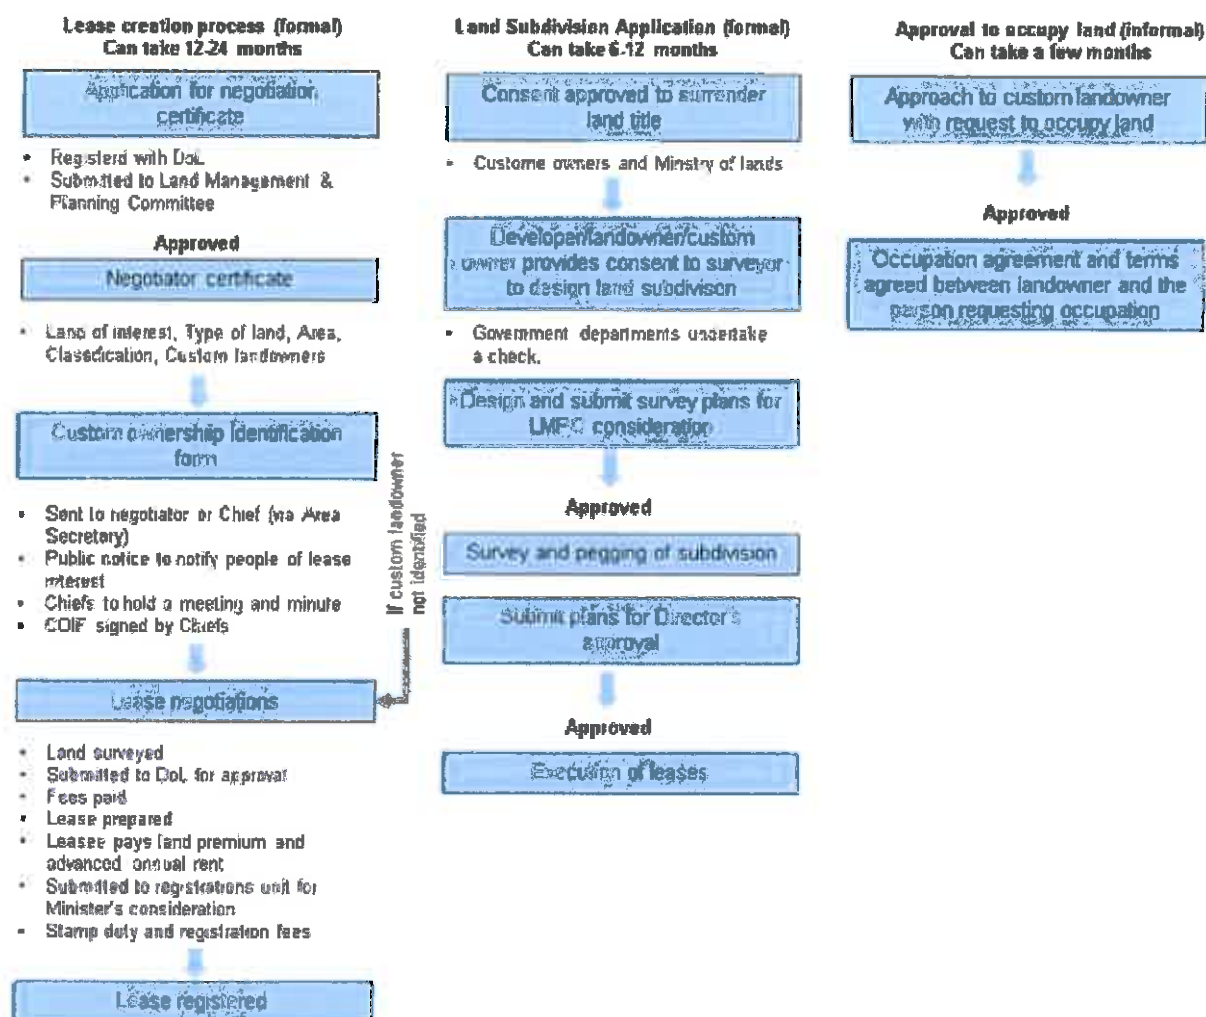 Lease creation process (formal)
Can take 12-24 months
Application for negotiation
certificate
• Registerd with DoL
• Submitted to Land Management &
Planning Committee
Approved
Negotiator certificate
• Land of interest, Type of land, Area,
Classification, Custom landowners
Custom ownership Identification
form
• Sent to negotiator or Chief (via Area
Secretary)
• Public notice to notify people of lease
interest
• Chiefs to hold a meeting and minute
• COIF signed by Chiefs
If custom landowner
not identified
Lease negotiations
• Land surveyed
• Submitted to DoL for approval
• Fees paid
• Lease prepared
• Leasee pays land premium and
advanced annual rent
• Submitted to registrations unit for
Minister's consideration
• Stamp duty and registration fees
Lease registered
Land Subdivision Application (formal)
Can take 6-12 months
Consent approved to surrender
land title
• Custome owners and Minstry of lands
Developer/landowner/custom
owner provides consent to surveyor
to design land subdivison
• Government departments undertake
a check.
Design and submit survey plans for
LMPC consideration
Approved
Survey and pegging of subdivision
Submit plans for Director's
approval
Approved
Execution of leases
Approval to occupy land (informal)
Can take a few months
Approach to custom landowner
with request to occupy land
Approved
Occupation agreement and terms
agreed between landowner and the
person requesting occupation